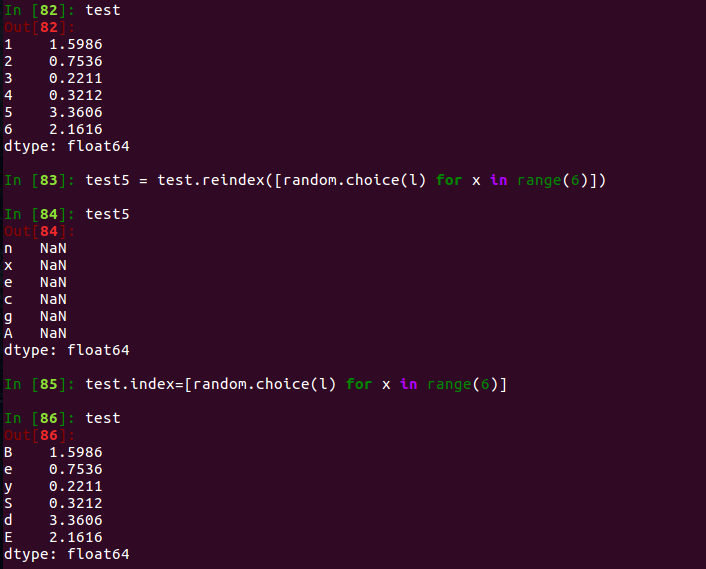 In [82]: test
Out[82]:
1    1.5986
2    0.7536
3    0.2211
4    0.3212
5    3.3606
6    2.1616
dtype: float64
In [83]: test5 = test.reindex([random.choice(l) for x in range(6)])
In [84]: test5
Out[84]:
n   NaN
x   NaN
e   NaN
c   NaN
g   NaN
A   NaN
dtype: float64
In [85]: test.index=[random.choice(l) for x in range(6)]
In [86]: test
Out[86]:
B    1.5986
e    0.7536
y    0.2211
S    0.3212
d    3.3606
E    2.1616
dtype: float64